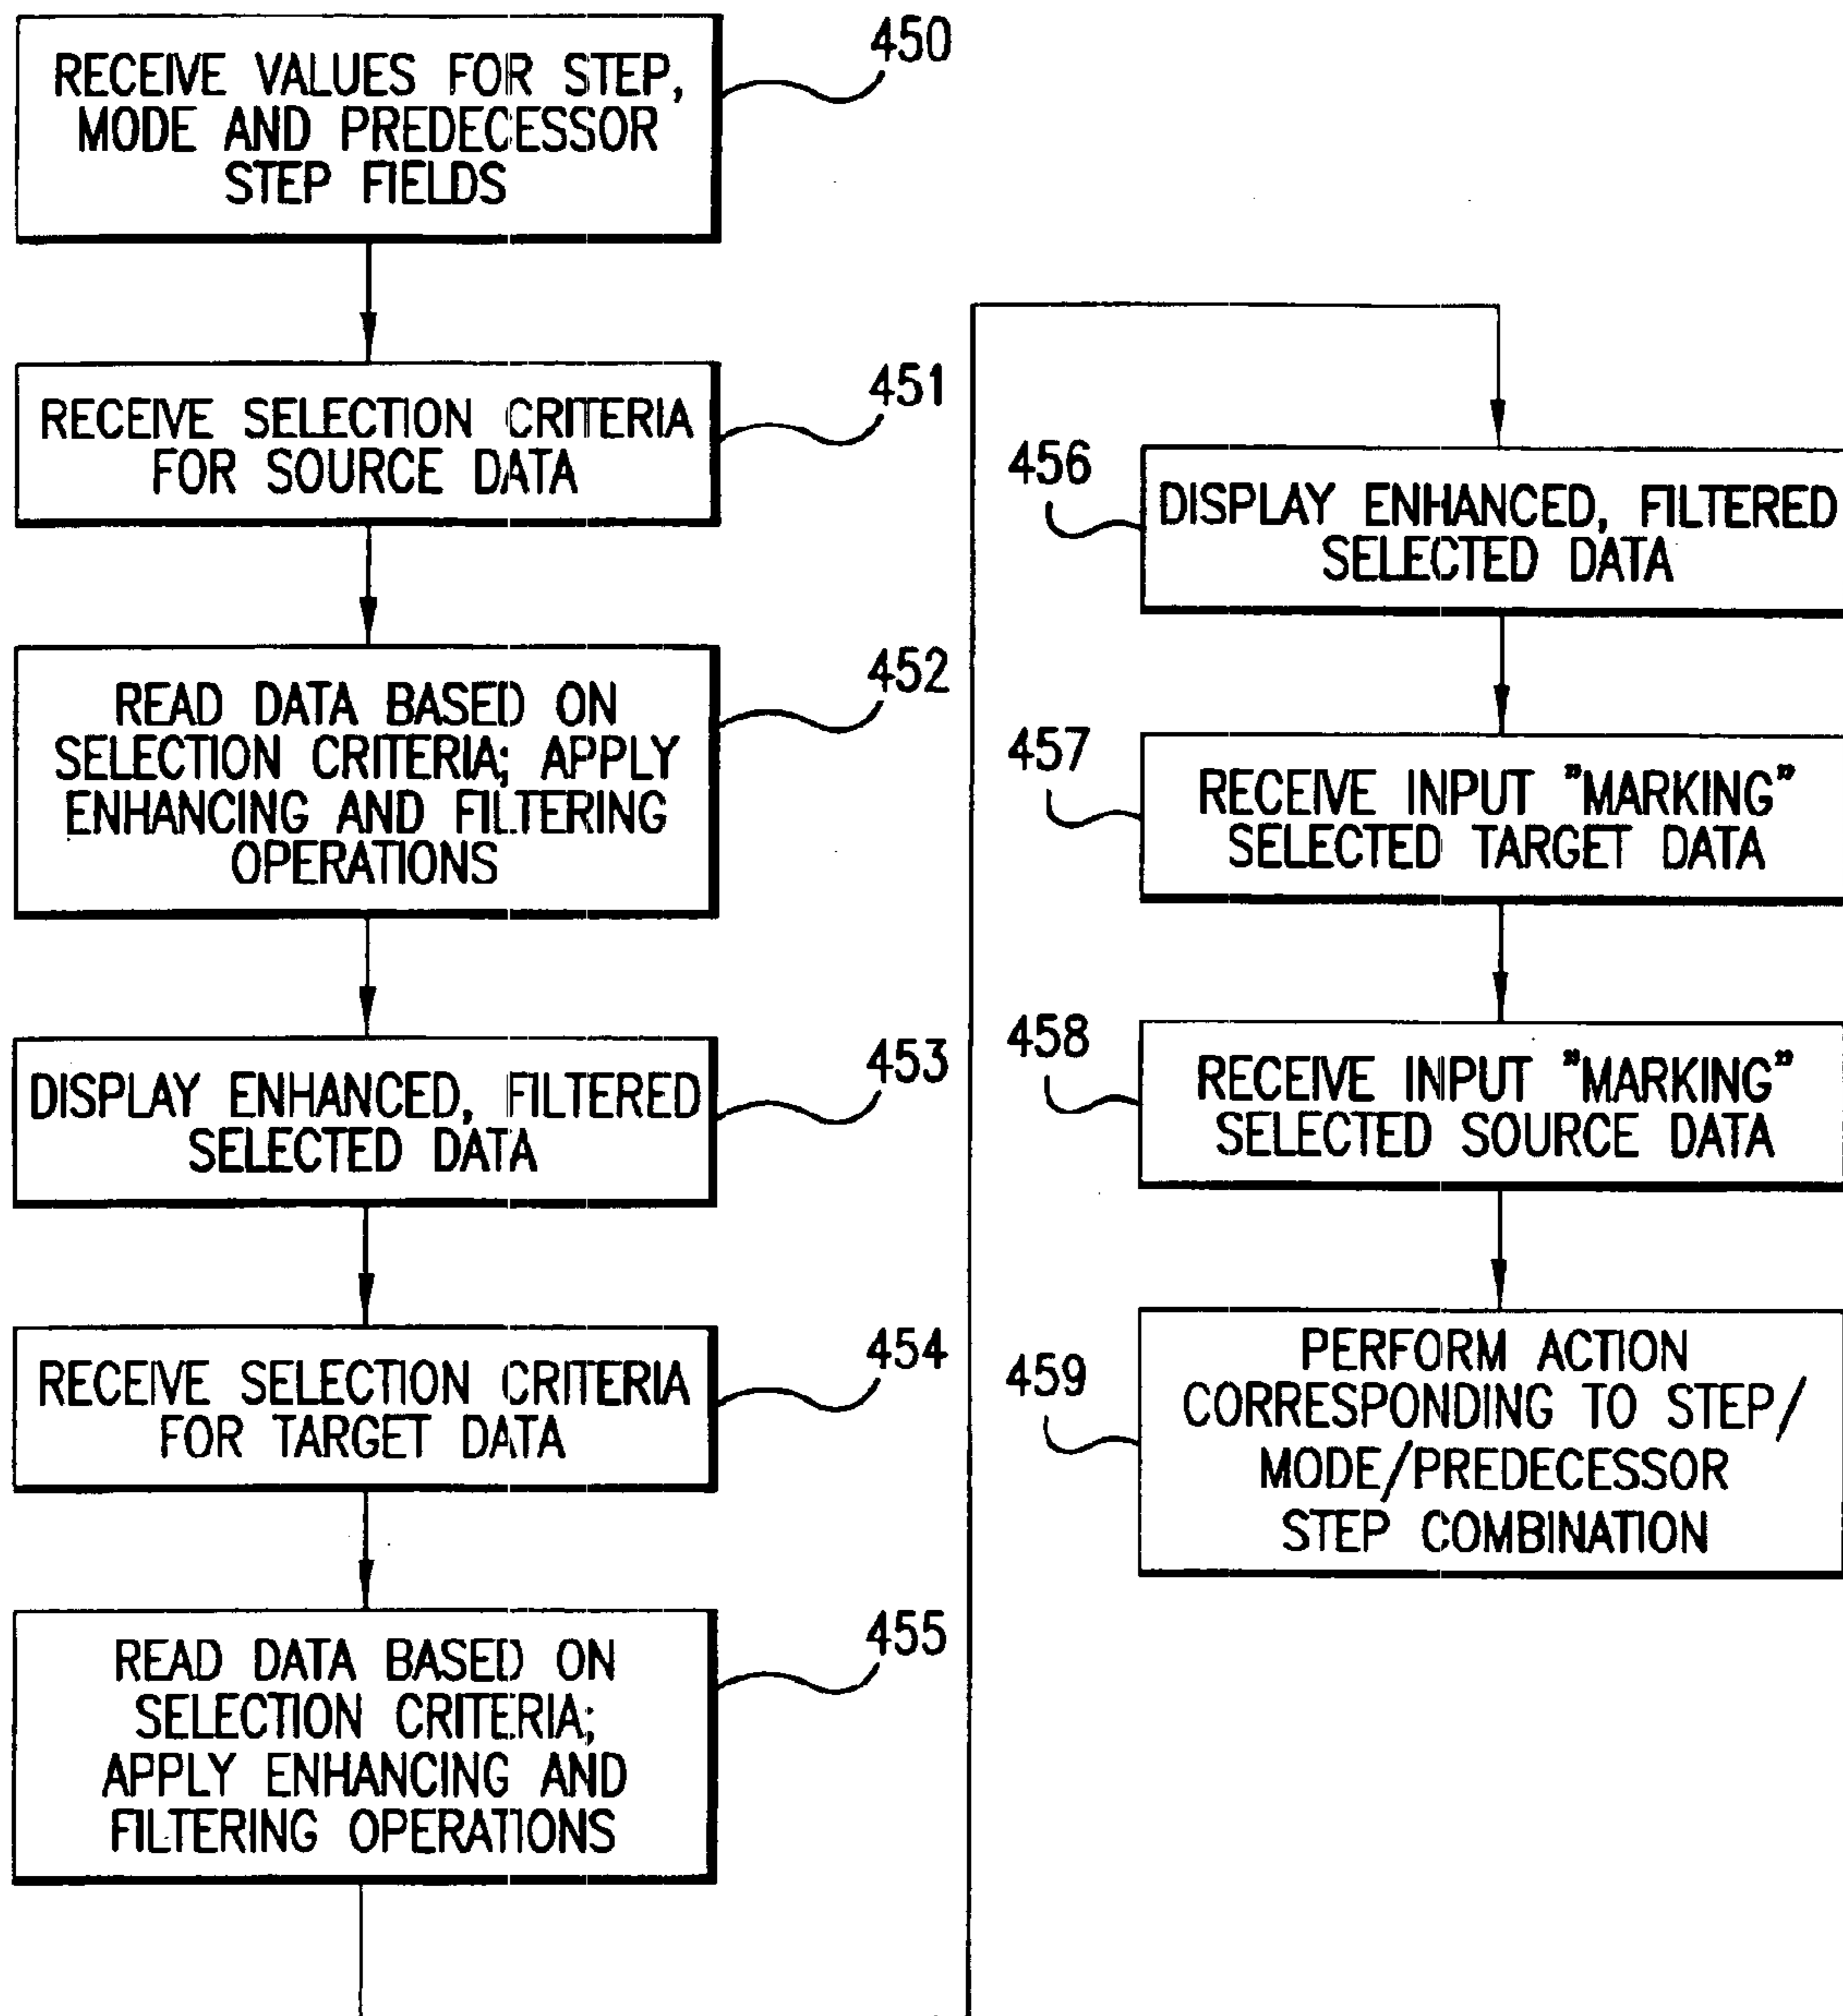 RECEIVE VALUES FOR STEP,
MODE AND PREDECESSOR
STEP FIELDS
450
RECEIVE SELECTION CRITERIA
FOR SOURCE DATA
451
READ DATA BASED ON
SELECTION CRITERIA; APPLY
ENHANCING AND FILTERING
OPERATIONS
452
DISPLAY ENHANCED, FILTERED
SELECTED DATA
453
RECEIVE SELECTION CRITERIA
FOR TARGET DATA
454
READ DATA BASED ON
SELECTION CRITERIA;
APPLY ENHANCING AND
FILTERING OPERATIONS
455
456
DISPLAY ENHANCED, FILTERED
SELECTED DATA
457
RECEIVE INPUT "MARKING"
SELECTED TARGET DATA
458
RECEIVE INPUT "MARKING"
SELECTED SOURCE DATA
459
PERFORM ACTION
CORRESPONDING TO STEP/
MODE/PREDECESSOR
STEP COMBINATION